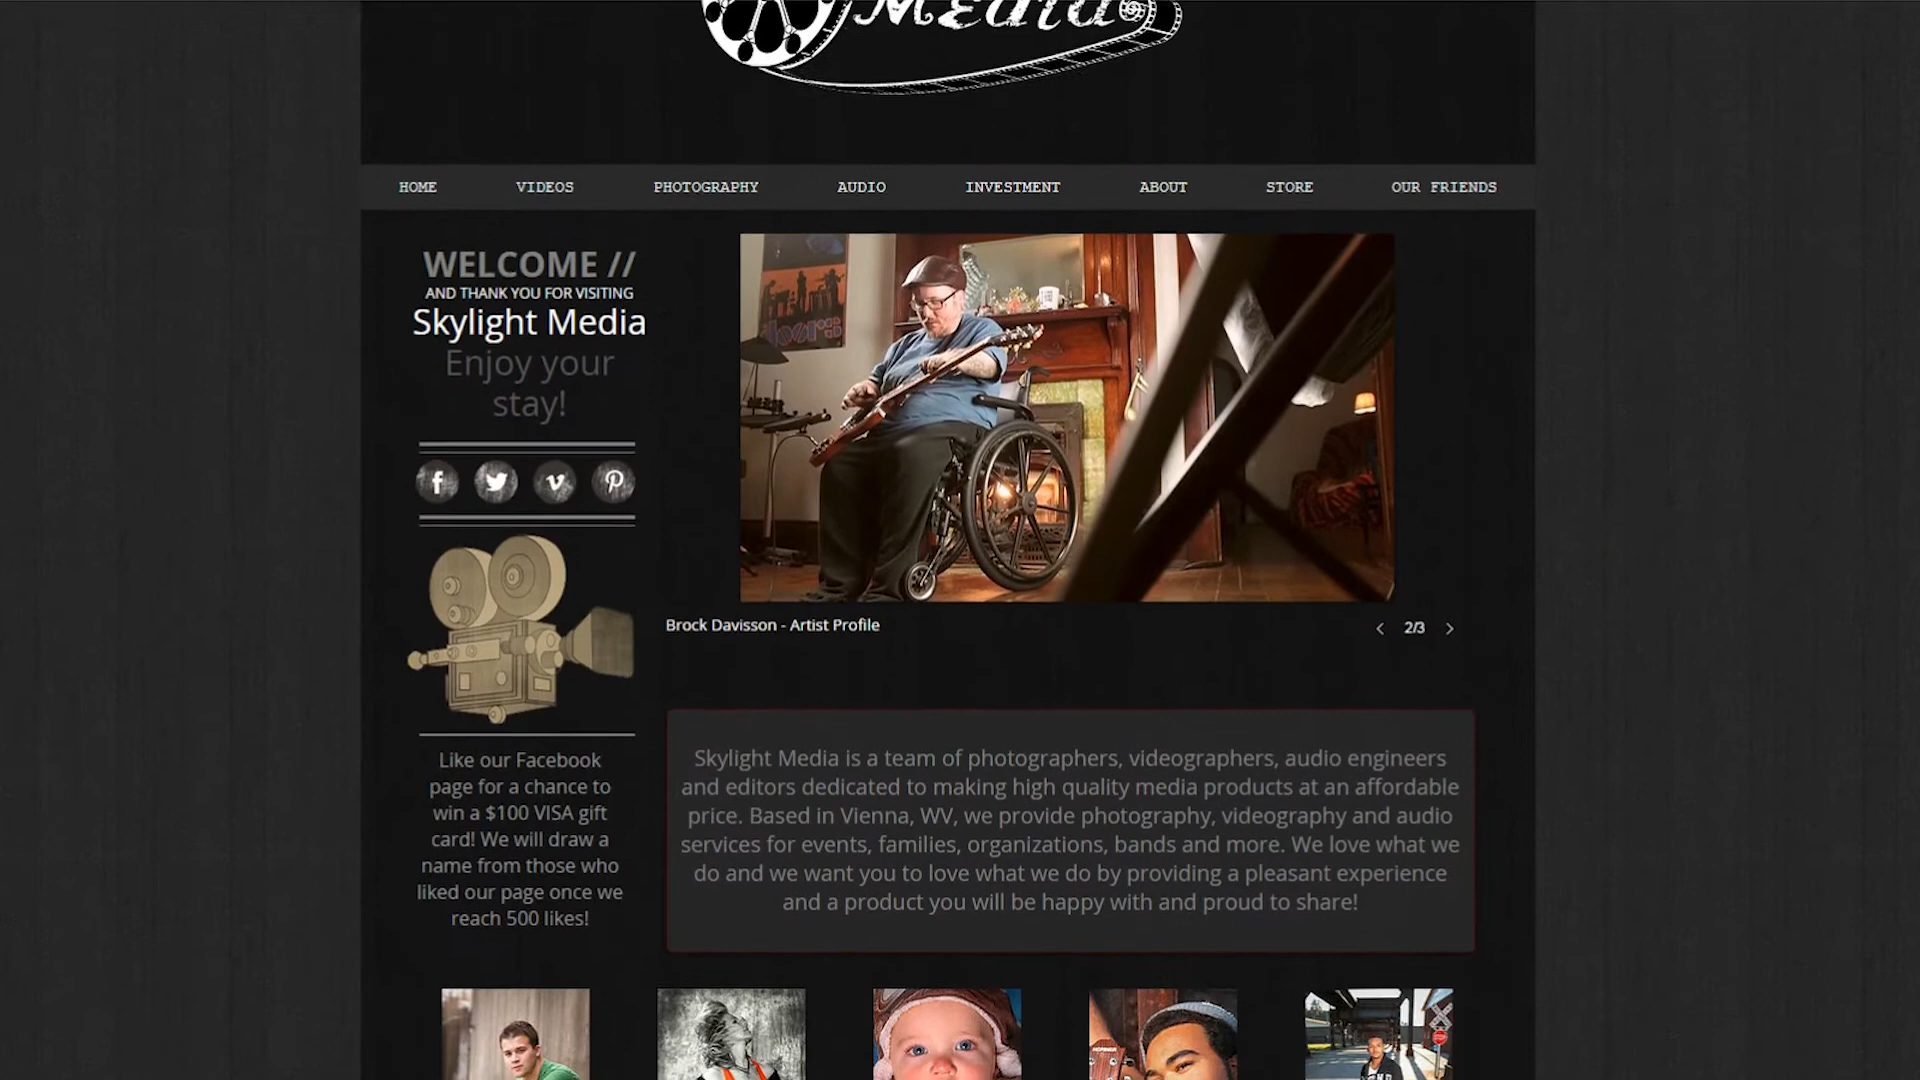 Media
HOME VIDEOS PHOTOGRAPHY AUDIO INVESTMENT ABOUT STORE OUR FRIENDS
WELCOME //
AND THANK YOU FOR VISITING
Skylight Media
Enjoy your
stay!
doors
Brock Davisson - Artist Profile
2/3
Like our Facebook
page for a chance to
win a $100 VISA gift
card! We will draw a
name from those who
liked our page once we
reach 500 likes!
Skylight Media is a team of photographers, videographers, audio engineers
and editors dedicated to making high quality media products at an affordable
price. Based in Vienna, WV, we provide photography, videography and audio
services for events, families, organizations, bands and more. We love what we
do and we want you to love what we do by providing a pleasant experience
and a product you will be happy with and proud to share!